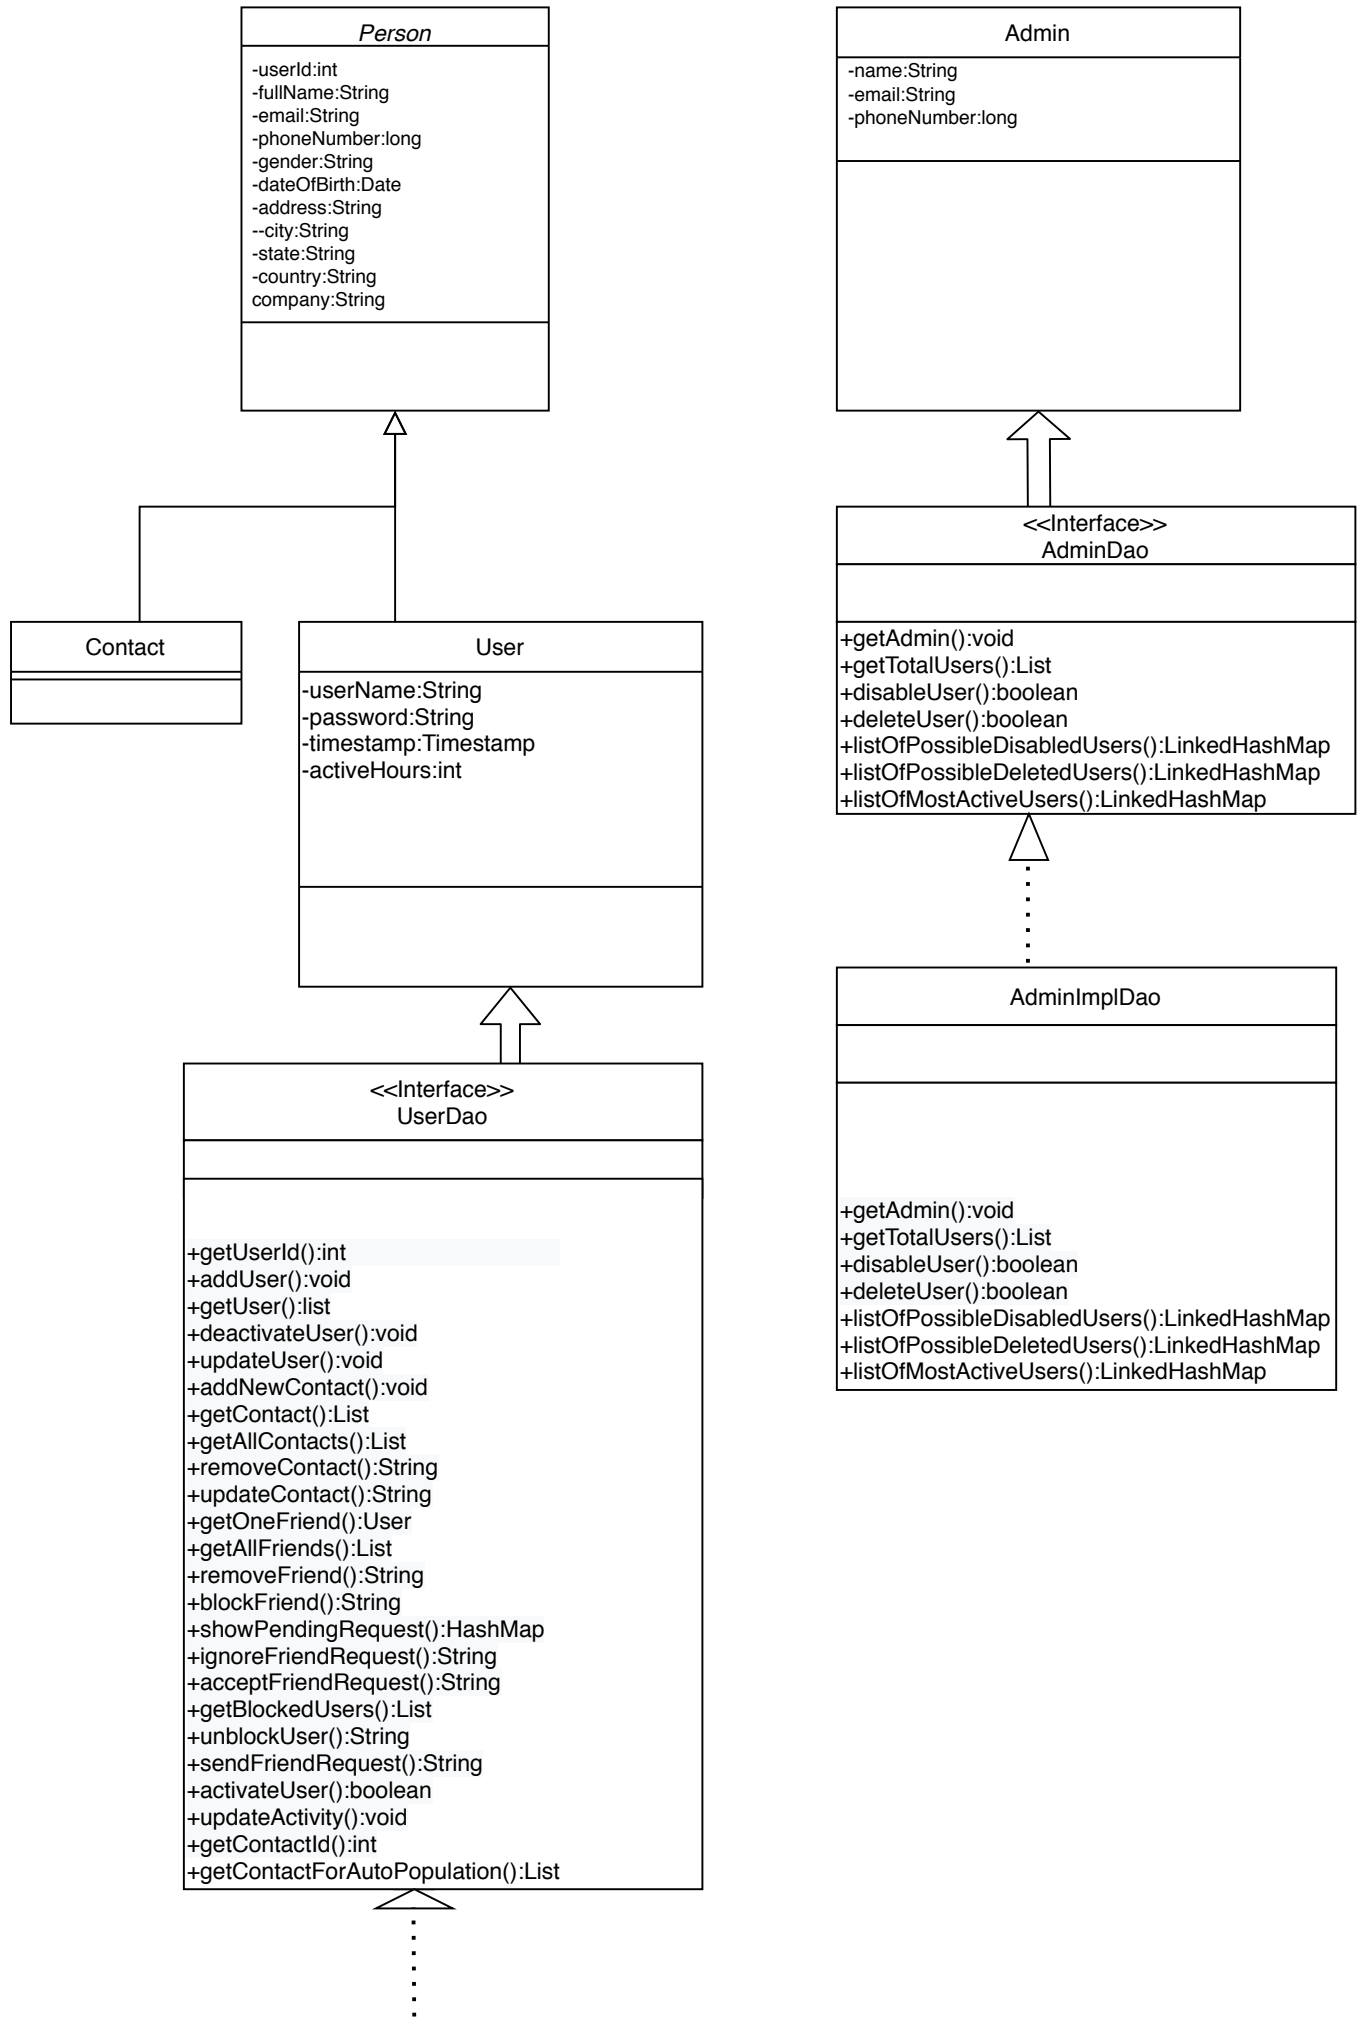 Person
-userId:int
-fullName:String
-email:String
-phoneNumber:long
-gender:String
-dateOfBirth:Date
-address:String
--city:String
-state:String
-country:String
company:String
Admin
-name:String
-email:String
-phoneNumber:long
Contact
User
-userName:String
-password:String
-timestamp:Timestamp
-activeHours:int
<<Interface>>
AdminDao
+getAdmin():void
+getTotalUsers():List
+disableUser():boolean
+deleteUser():boolean
+listOfPossibleDisabledUsers():LinkedHashMap
+listOfPossibleDeletedUsers():LinkedHashMap
+listOfMostActiveUsers():LinkedHashMap
AdminImplDao
+getAdmin():void
+getTotalUsers():List
+disableUser():boolean
+deleteUser():boolean
+listOfPossibleDisabledUsers():LinkedHashMap
+listOfPossibleDeletedUsers():LinkedHashMap
+listOfMostActiveUsers():LinkedHashMap
<<Interface>>
UserDao
+getUserId():int
+addUser():void
+getUser():list
+deactivateUser():void
+updateUser():void
+addNewContact():void
+getContact():List
+getAllContacts():List
+removeContact():String
+updateContact():String
+getOneFriend():User
+getAllFriends():List
+removeFriend():String
+blockFriend():String
+showPendingRequest():HashMap
+ignoreFriendRequest():String
+acceptFriendRequest():String
+getBlockedUsers():List
+unblockUser():String
+sendFriendRequest():String
+activateUser():boolean
+updateActivity():void
+getContactId():int
+getContactForAutoPopulation():List